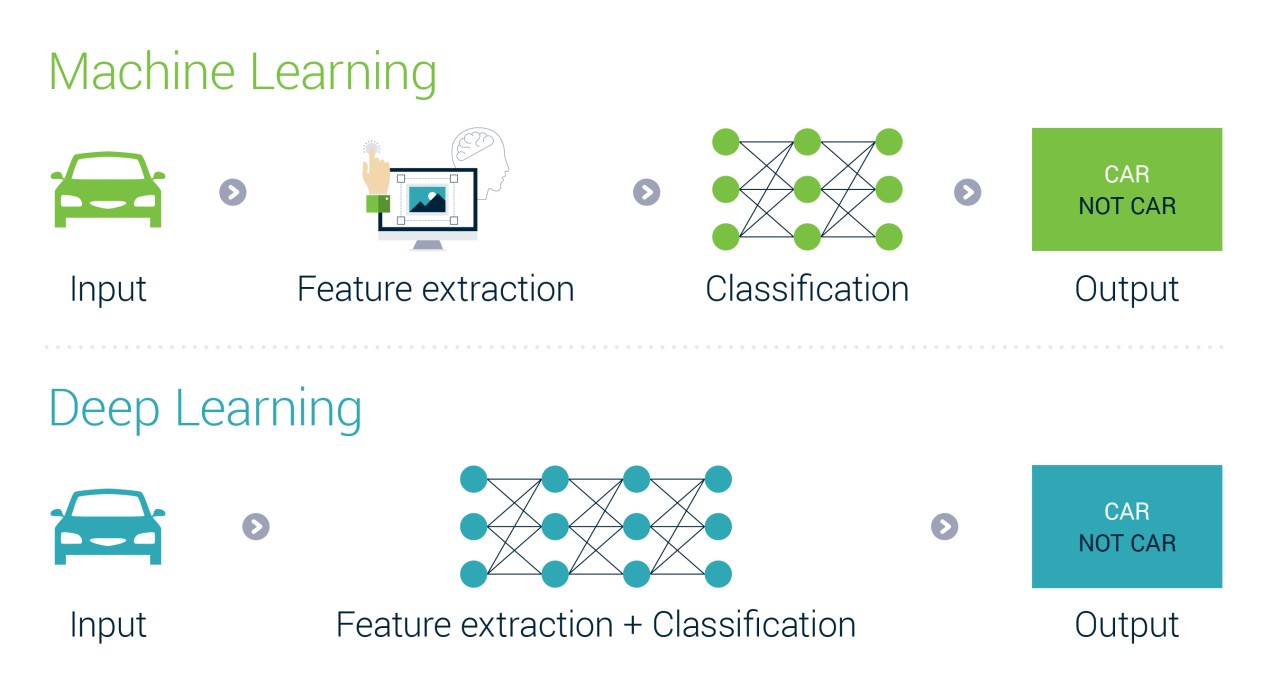 Machine Learning
Input
Feature extraction
Classification
CAR
NOT CAR
Output
Deep Learning
Input
Feature extraction + Classification
CAR
NOT CAR
Output